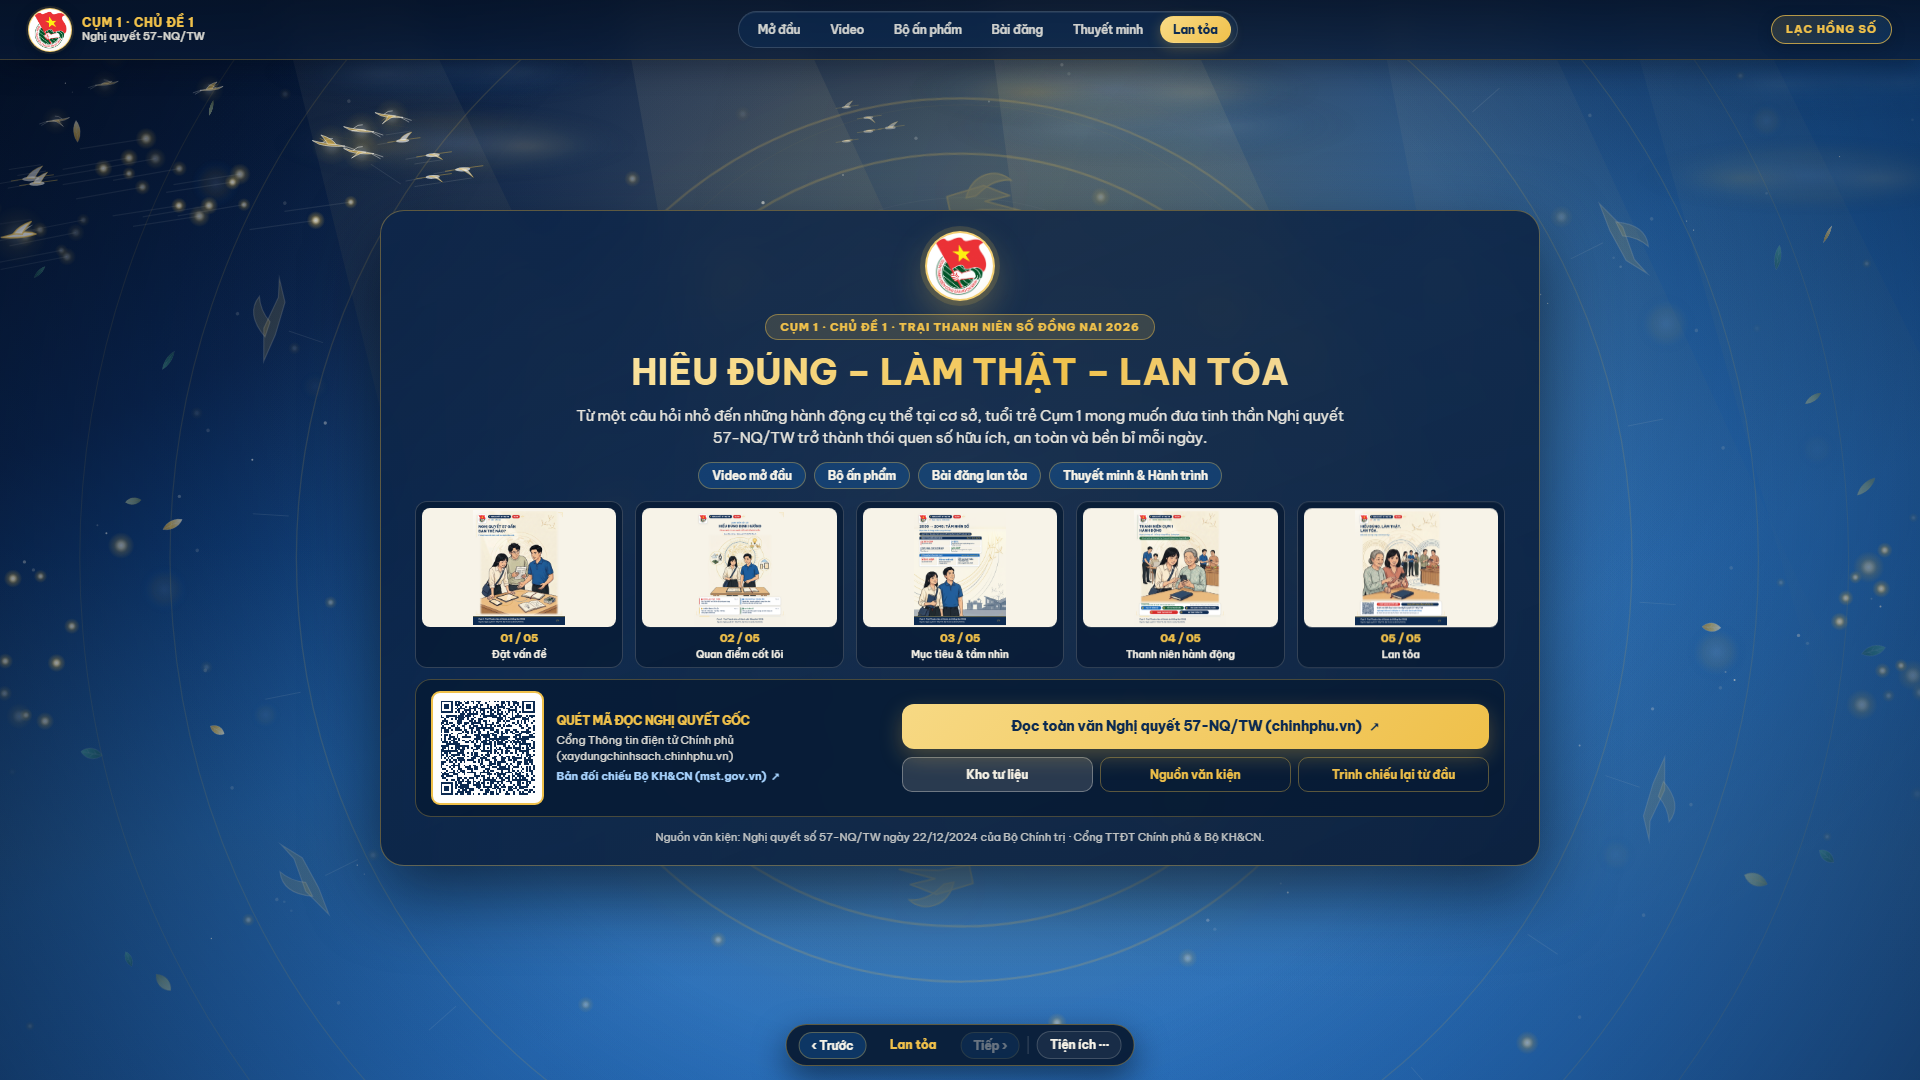 CỤM 1 · CHỦ ĐỀ 1
Nghị quyết 57-NQ/TW
Mở đầu
Video
Bộ ấn phẩm
Bài đăng
Thuyết minh
Lan tỏa
LẠC HỒNG SỐ
CỤM 1 · CHỦ ĐỀ 1 · TRẠI THANH NIÊN SỐ ĐỒNG NAI 2026
HIỂU ĐÚNG – LÀM THẬT – LAN TỎA
Từ một câu hỏi nhỏ đến những hành động cụ thể tại cơ sở, tuổi trẻ Cụm 1 mong muốn đưa tinh thần Nghị quyết
57-NQ/TW trở thành thói quen số hữu ích, an toàn và bền bỉ mỗi ngày.
Video mở đầu
Bộ ấn phẩm
Bài đăng lan tỏa
Thuyết minh & Hành trình
01 / 05
Đặt vấn đề
02 / 05
Quan điểm cốt lõi
03 / 05
Mục tiêu & tầm nhìn
04 / 05
Thanh niên hành động
05 / 05
Lan tỏa
QUÉT MÃ ĐỌC NGHỊ QUYẾT GỐC
Cổng Thông tin điện tử Chính phủ
(xaydungchinhsach.chinhphu.vn)
Bản đối chiếu Bộ KH&CN (mst.gov.vn) ↗
Đọc toàn văn Nghị quyết 57-NQ/TW (chinhphu.vn) ↗
Kho tư liệu
Nguồn văn kiện
Trình chiếu lại từ đầu
Nguồn văn kiện: Nghị quyết số 57-NQ/TW ngày 22/12/2024 của Bộ Chính trị · Cổng TTĐT Chính phủ & Bộ KH&CN.
‹ Trước
Lan tỏa
Tiếp ›
Tiện ích ···